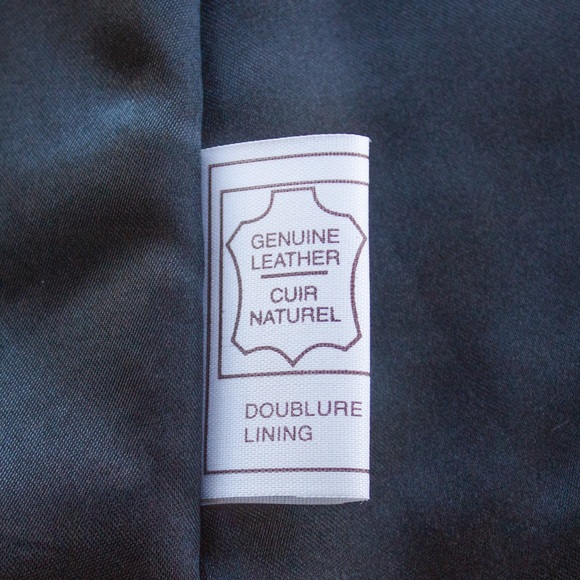 GENUINE
LEATHER
CUIR
NATUREL
DOUBLURE
LINING